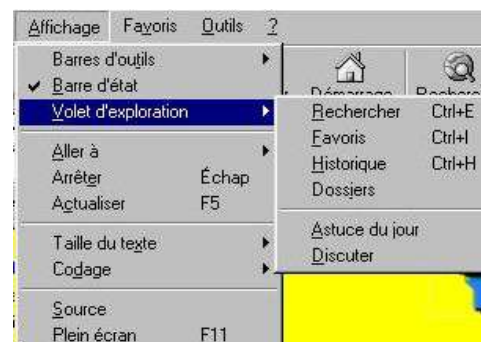 Affichage Favoris Outils ?
Barres d'outils
Barre d'état
Volet d'exploration
Aller à
Arrêter Échap
Actualiser F5
Taille du texte
Codage
Source
Plein écran F11
Démarrage
Rechercher Ctrl+E
Favoris Ctrl+I
Historique Ctrl+H
Dossiers
Astuce du jour
Discuter